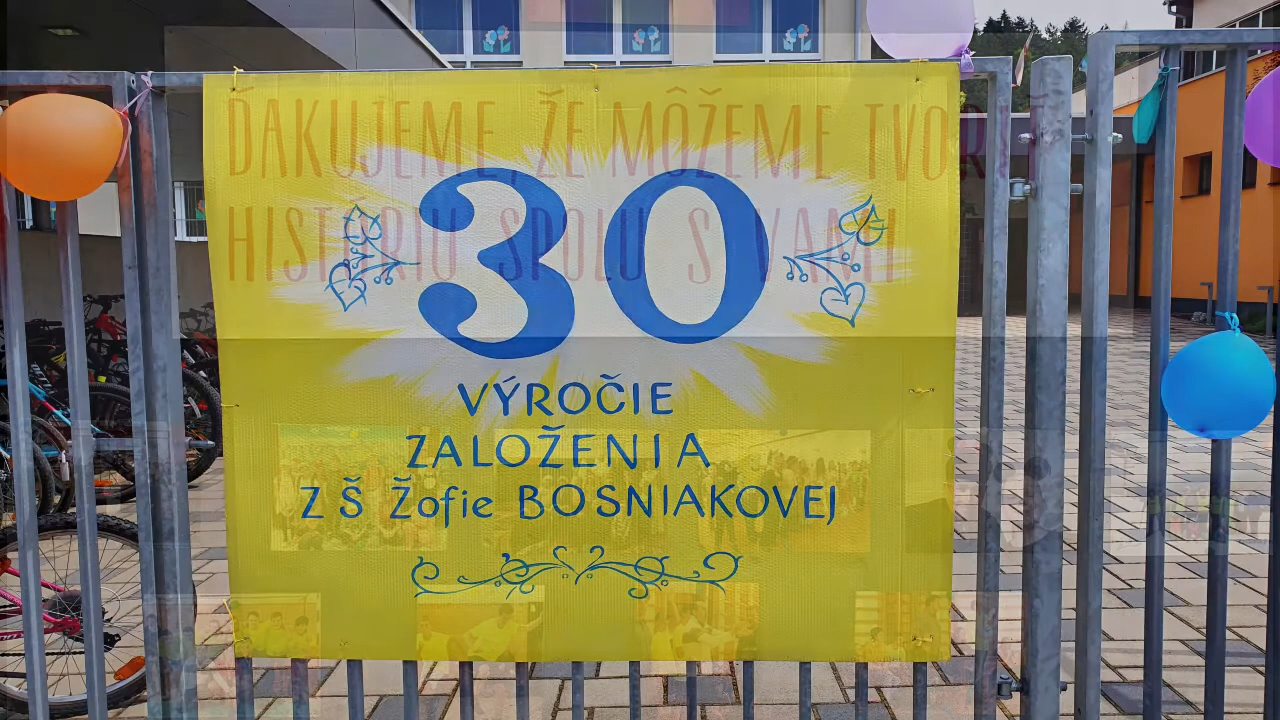 ĎAKUJEME, ŽE MÔŽEME TVORIŤ
HISTÓRIU SPOLU S VAMI
30
VÝROČIE
ZALOŽENIA
ZŠ Žofie BOSNIAKOVEJ